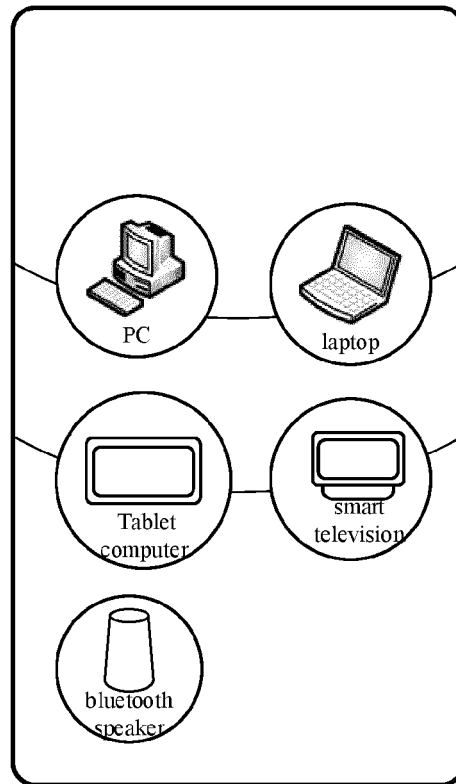 PC
laptop
Tablet
computer
smart
television
bluetooth
speaker